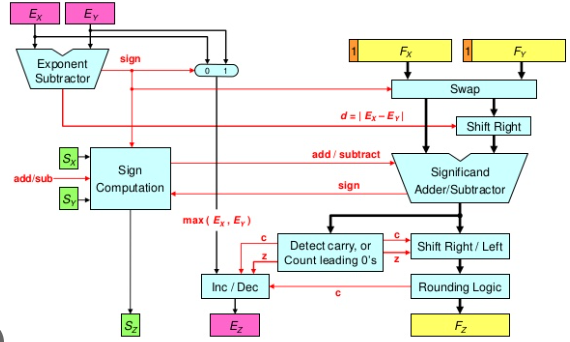 E_X E_Y
1 F_X 1 F_Y
Exponent
Subtractor
sign
0 1
Swap
d = | E_X – E_Y |
Shift Right
S_X
add/sub
S_Y
Sign
Computation
add / subtract
sign
Significand
Adder/Subtractor
max ( E_X , E_Y )
c
z
Detect carry, or
Count leading 0's
c
z
Shift Right / Left
Inc / Dec
c
Rounding Logic
S_Z
E_Z
F_Z